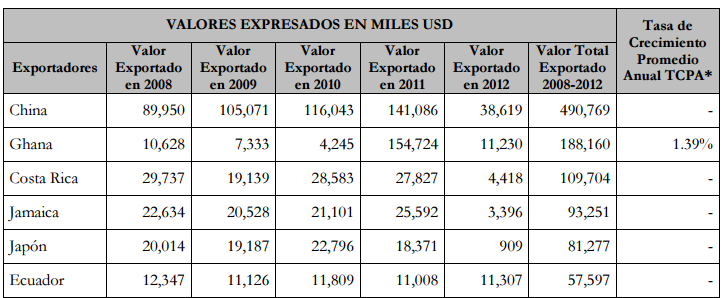 VALORES EXPRESADOS EN MILES USD
Tasa de Crecimiento Promedio Anual TCPA*
Exportadores Valor Exportado en 2008 Valor Exportado en 2009 Valor Exportado en 2010 Valor Exportado en 2011 Valor Exportado en 2012 Valor Total Exportado 2008-2012
China 89,950 105,071 116,043 141,086 38,619 490,769 -
Ghana 10,628 7,333 4,245 154,724 11,230 188,160 1.39%
Costa Rica 29,737 19,139 28,583 27,827 4,418 109,704 -
Jamaica 22,634 20,528 21,101 25,592 3,396 93,251 -
Japón 20,014 19,187 22,796 18,371 909 81,277 -
Ecuador 12,347 11,126 11,809 11,008 11,307 57,597 -